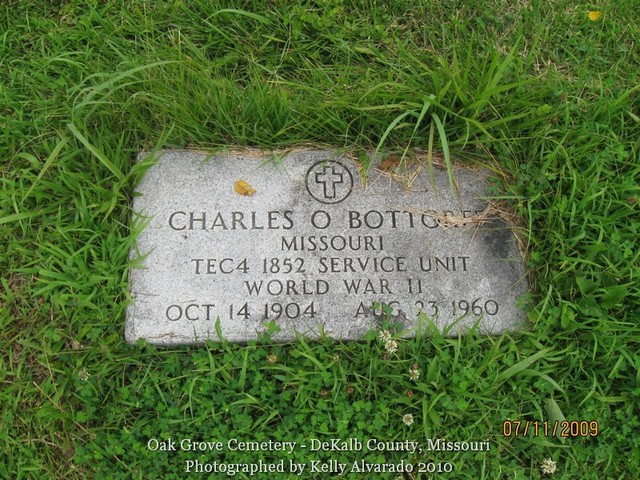 CHARLES O
MISSOURI
TEC4 1852 SERVICE UNIT
WORLD WAR II
OCT 14 1904 AUG 23 1960
07/11/2009
Oak Grove Cemetery - DeKalb County, Missouri
Photographed by Kelly Alvarado 2010